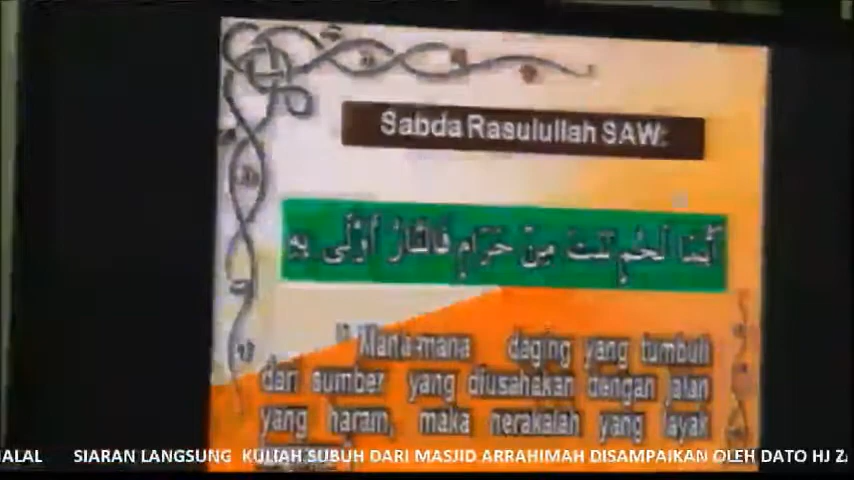 Sabda Rasulullah SAW:
أيما لحم نبت من حرام فالنار أولى به
" Mana-mana daging yang tumbuh
dari sumber yang diusahakan dengan jalan
yang haram, maka nerakalah yang layak
HALAL SIARAN LANGSUNG KULIAH SUBUH DARI MASJID ARRAHIMAH DISAMPAIKAN OLEH DATO HJ ZA